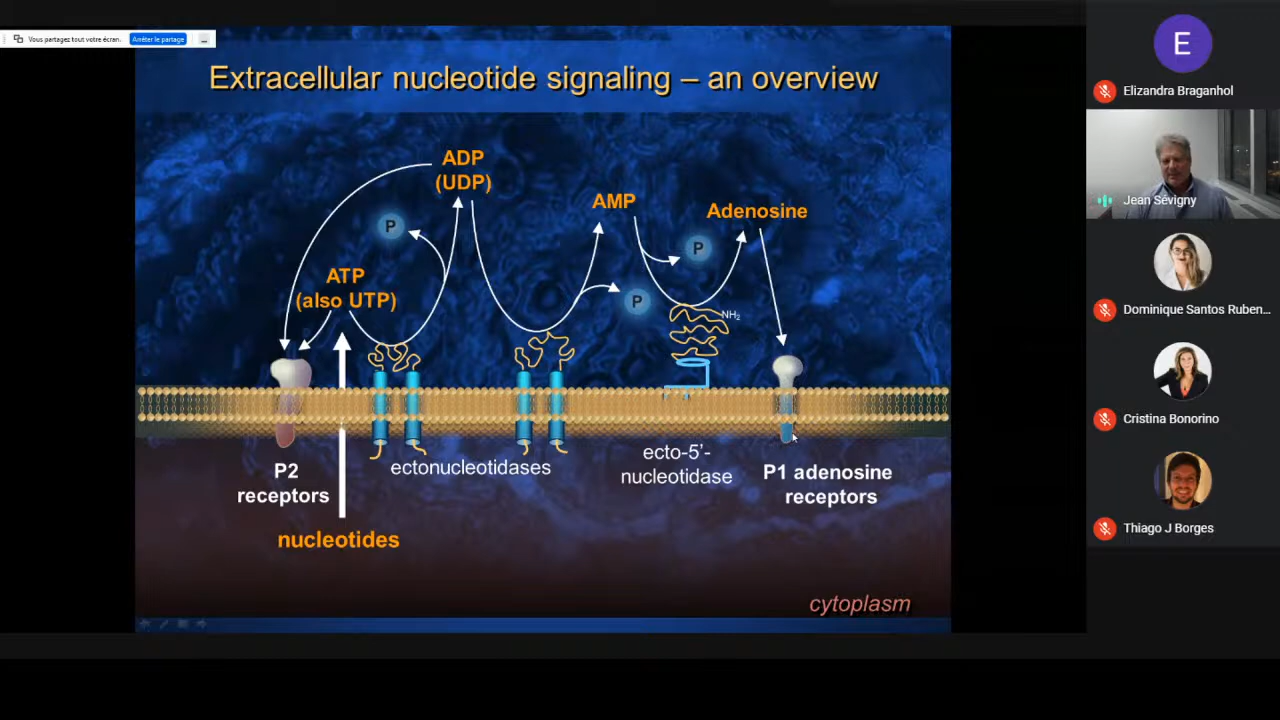 Vous partagez tout votre écran.
Arrêter le partage
Extracellular nucleotide signaling – an overview
ADP
(UDP)
P
AMP
Adenosine
P
ATP
(also UTP)
P
NH2
P2
receptors
ectonucleotidases
ecto-5’-
nucleotidase
P1 adenosine
receptors
nucleotides
cytoplasm
E
Elizandra Braganhol
Jean Sévigny
Dominique Santos Ruben...
Cristina Bonorino
Thiago J Borges